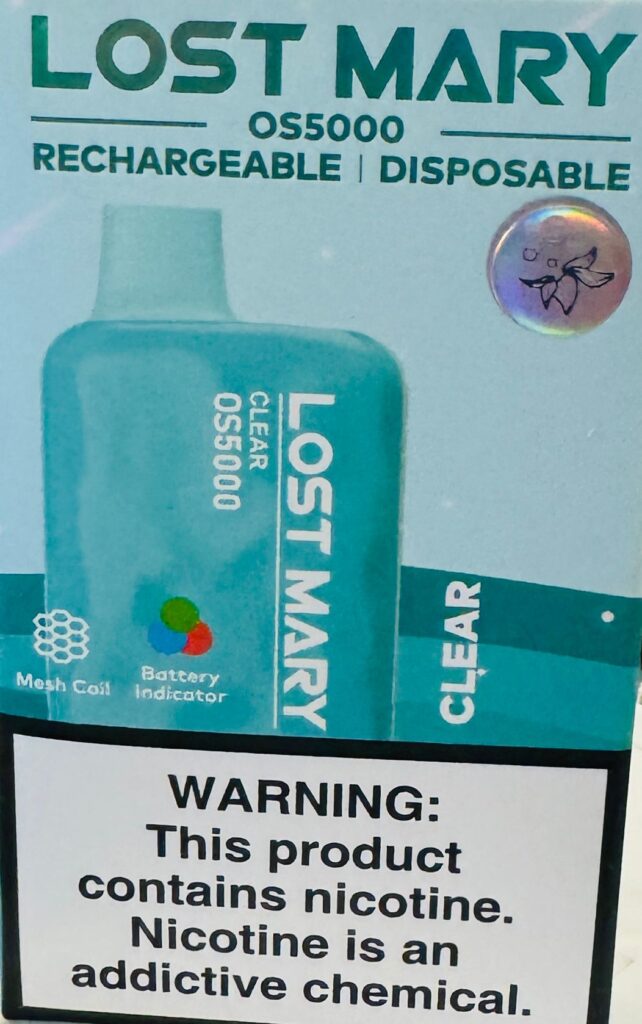 LOST MARY
OS5000
RECHARGEABLE | DISPOSABLE
LOST MARY
CLEAR
OS5000
CLEAR
Mesh Coil
Battery
Indicator
WARNING:
This product
contains nicotine.
Nicotine is an
addictive chemical.